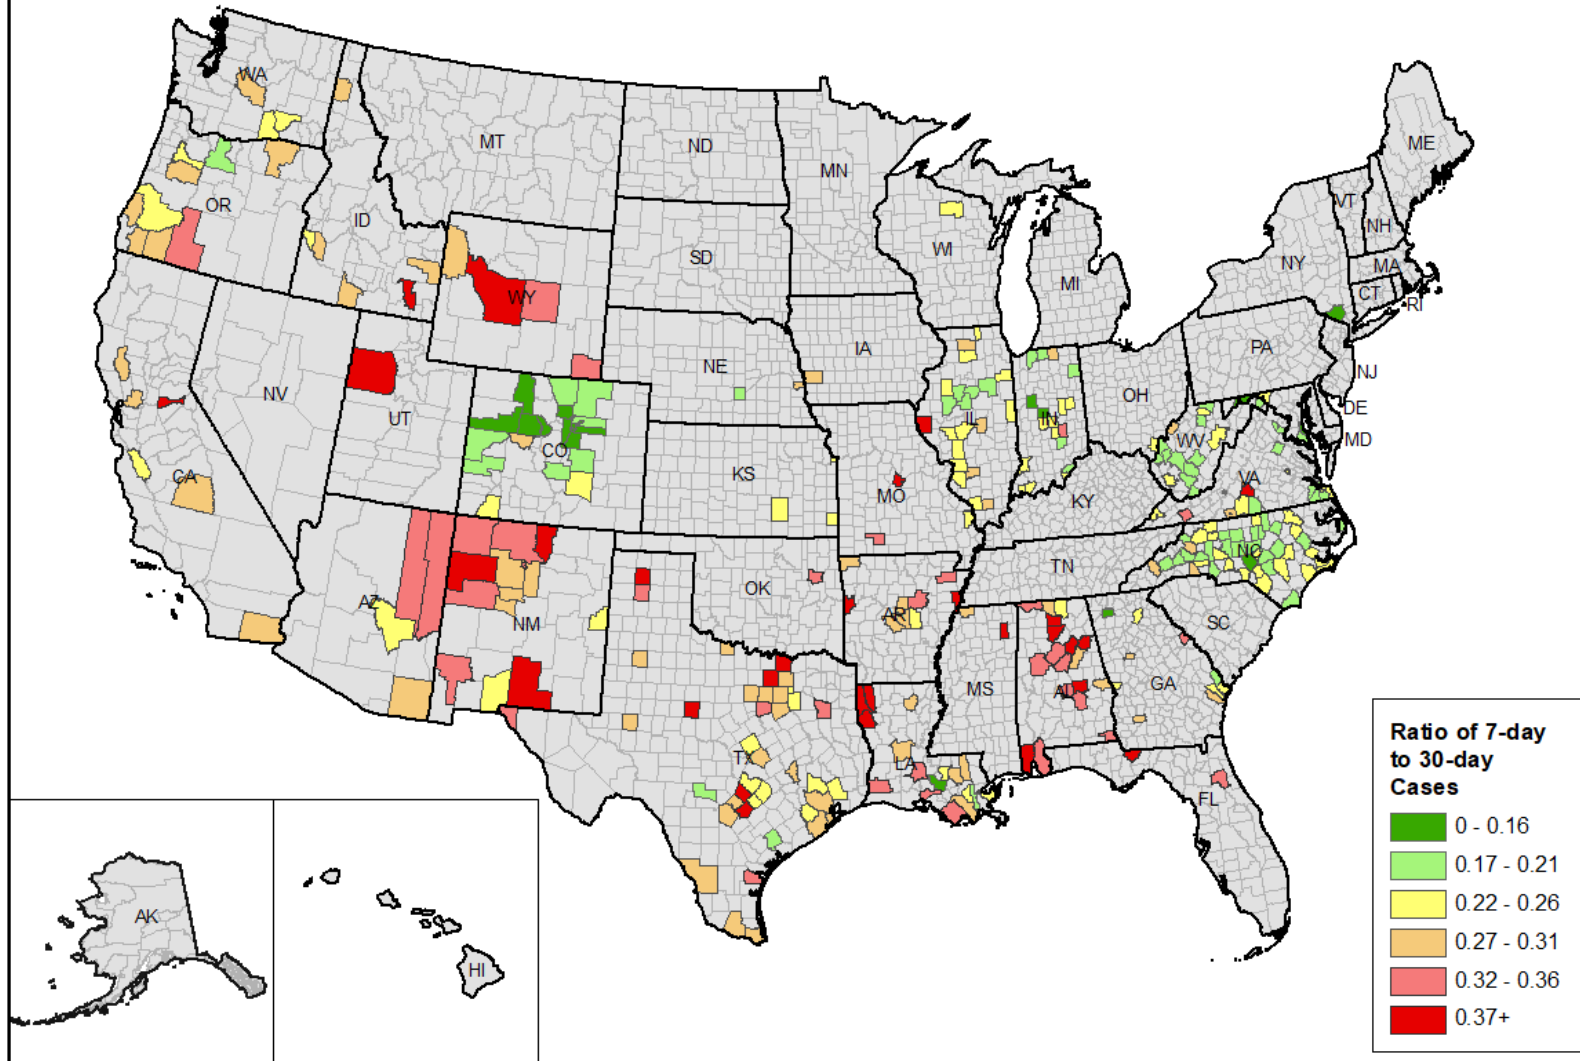 WA
MT
ND
MN
ME
OR
ID
SD
WI
MI
VT
NH
NY
MA
CT
RI
WY
NE
IA
PA
NJ
NV
UT
CO
IL
IN
OH
DE
MD
WV
CA
KS
MO
KY
VA
AZ
NM
OK
AR
TN
NC
SC
MS
AL
GA
TX
LA
FL
AK
HI
Ratio of 7-day
to 30-day
Cases
0 - 0.16
0.17 - 0.21
0.22 - 0.26
0.27 - 0.31
0.32 - 0.36
0.37+